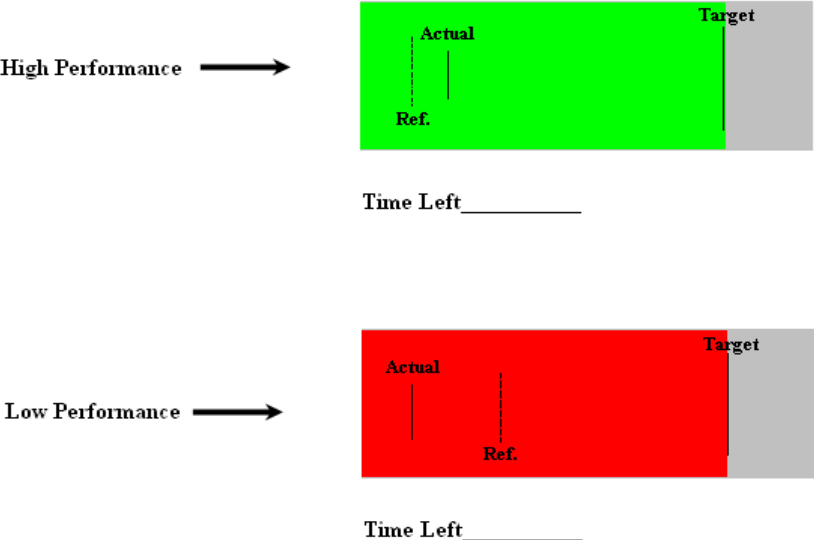 Target
Actual
High Performance
Ref.
Time Left__________
Target
Actual
Low Performance
Ref.
Time Left__________